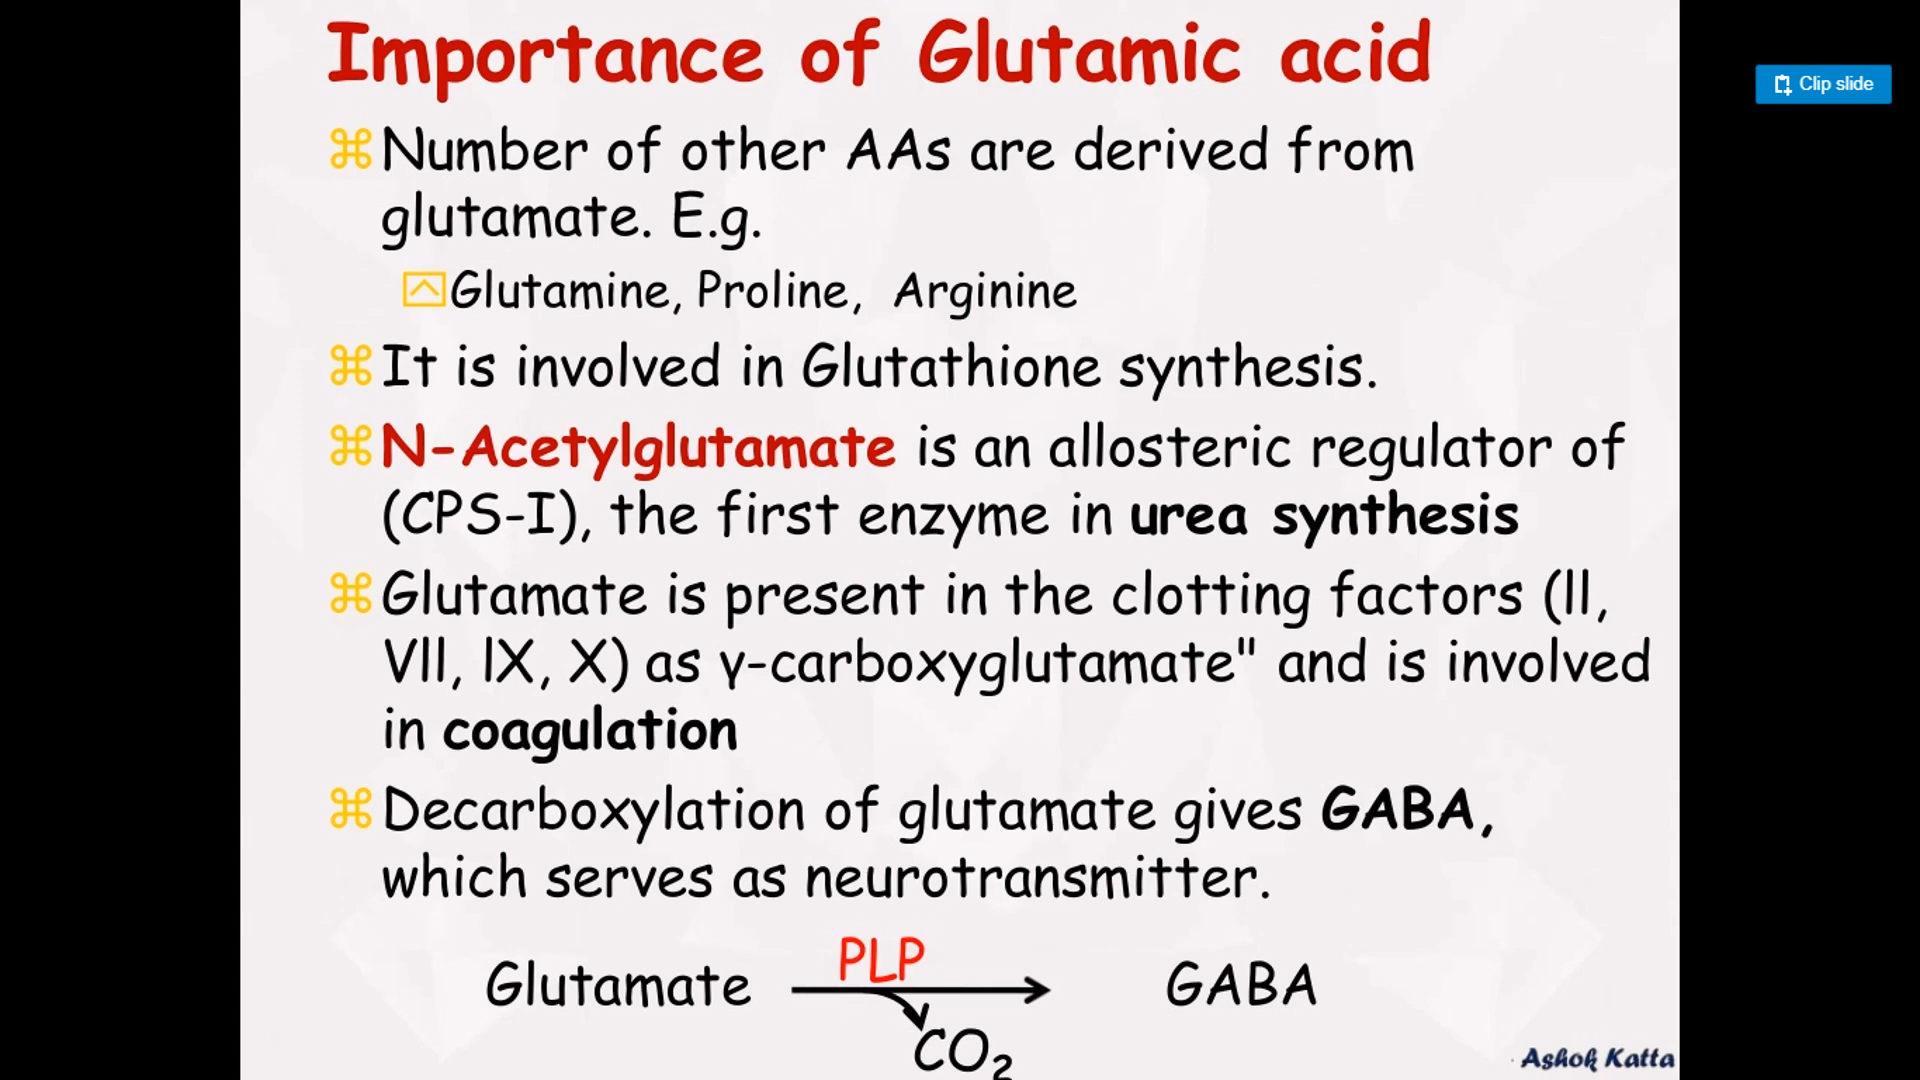 Importance of Glutamic acid
Clip slide
⌘Number of other AAs are derived from
glutamate. E.g.
Glutamine, Proline, Arginine
⌘It is involved in Glutathione synthesis.
⌘N-Acetylglutamate is an allosteric regulator of
(CPS-I), the first enzyme in urea synthesis
⌘Glutamate is present in the clotting factors (ll,
Vll, lX, X) as γ-carboxyglutamate" and is involved
in coagulation
⌘Decarboxylation of glutamate gives GABA,
which serves as neurotransmitter.
PLP
Glutamate GABA
CO₂
Ashok Katta